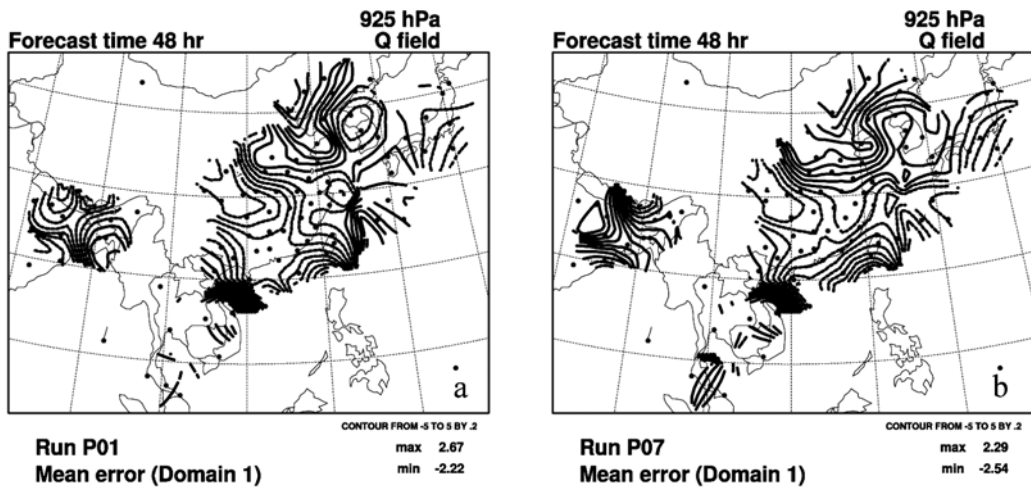 Forecast time 48 hr
925 hPa
Q field
a
CONTOUR FROM -5 TO 5 BY .2
Run P01
max 2.67
Mean error (Domain 1)
min -2.22
Forecast time 48 hr
925 hPa
Q field
b
CONTOUR FROM -5 TO 5 BY .2
Run P07
max 2.29
Mean error (Domain 1)
min -2.54